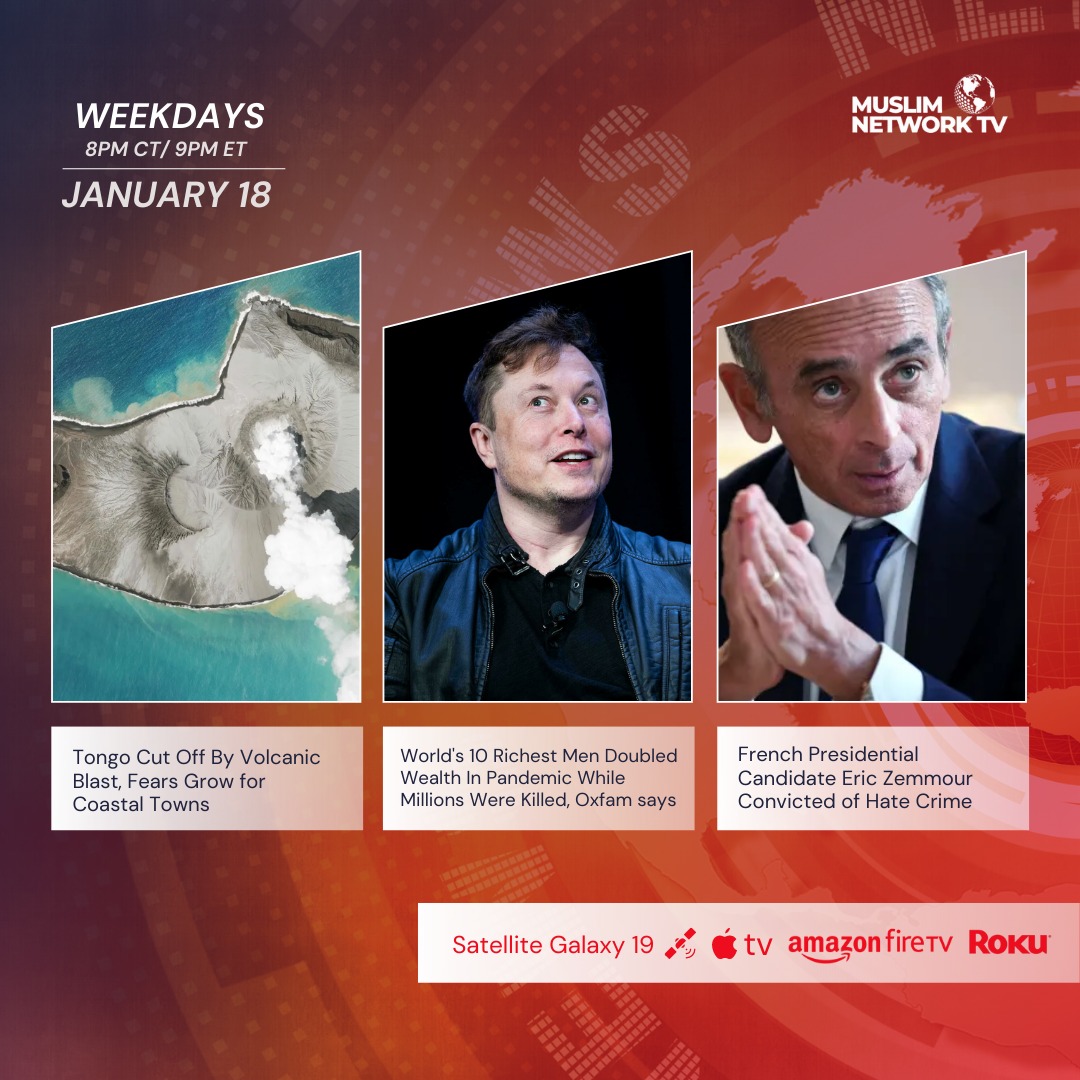 WEEKDAYS
8PM CT/ 9PM ET
JANUARY 18
MUSLIM
NETWORK TV
NE
NEWS
Tongo Cut Off By Volcanic
Blast, Fears Grow for
Coastal Towns
World's 10 Richest Men Doubled
Wealth In Pandemic While
Millions Were Killed, Oxfam says
French Presidential
Candidate Eric Zemmour
Convicted of Hate Crime
Satellite Galaxy 19
tv
amazon fireTV
ROKU